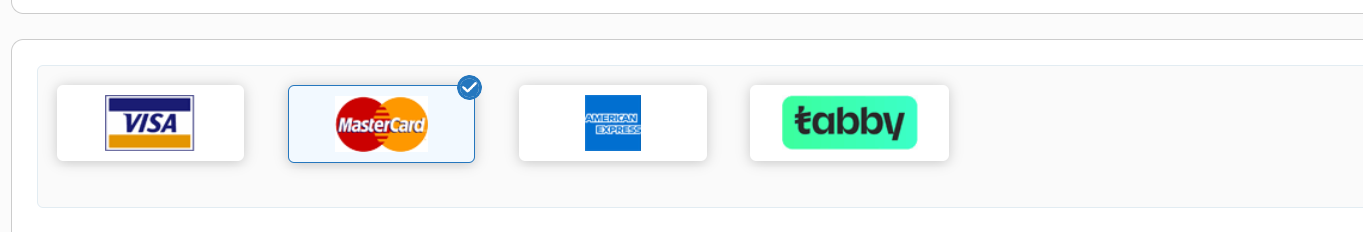 VISA
MasterCard
AMERICAN
EXPRESS
tabby